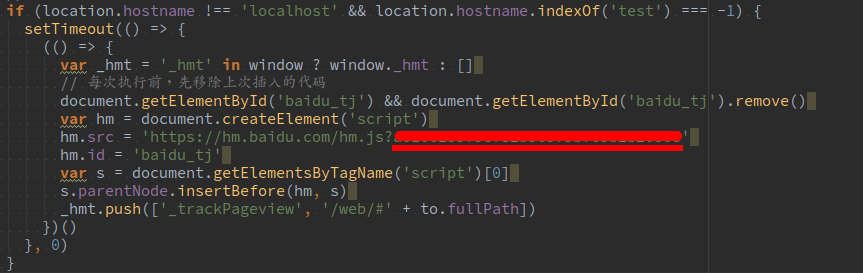 if (location.hostname !== 'localhost' && location.hostname.indexOf('test') === -1) {
setTimeout(() => {
(() => {
var _hmt = '_hmt' in window ? window._hmt : []
// 每次执行前，先移除上次插入的代码
document.getElementById('baidu_tj') && document.getElementById('baidu_tj').remove()
var hm = document.createElement('script')
hm.src = 'https://hm.baidu.com/hm.js?'
hm.id = 'baidu_tj'
var s = document.getElementsByTagName('script')[0]
s.parentNode.insertBefore(hm, s)
_hmt.push(['_trackPageview', '/web/#' + to.fullPath])
})()
}, 0)
}